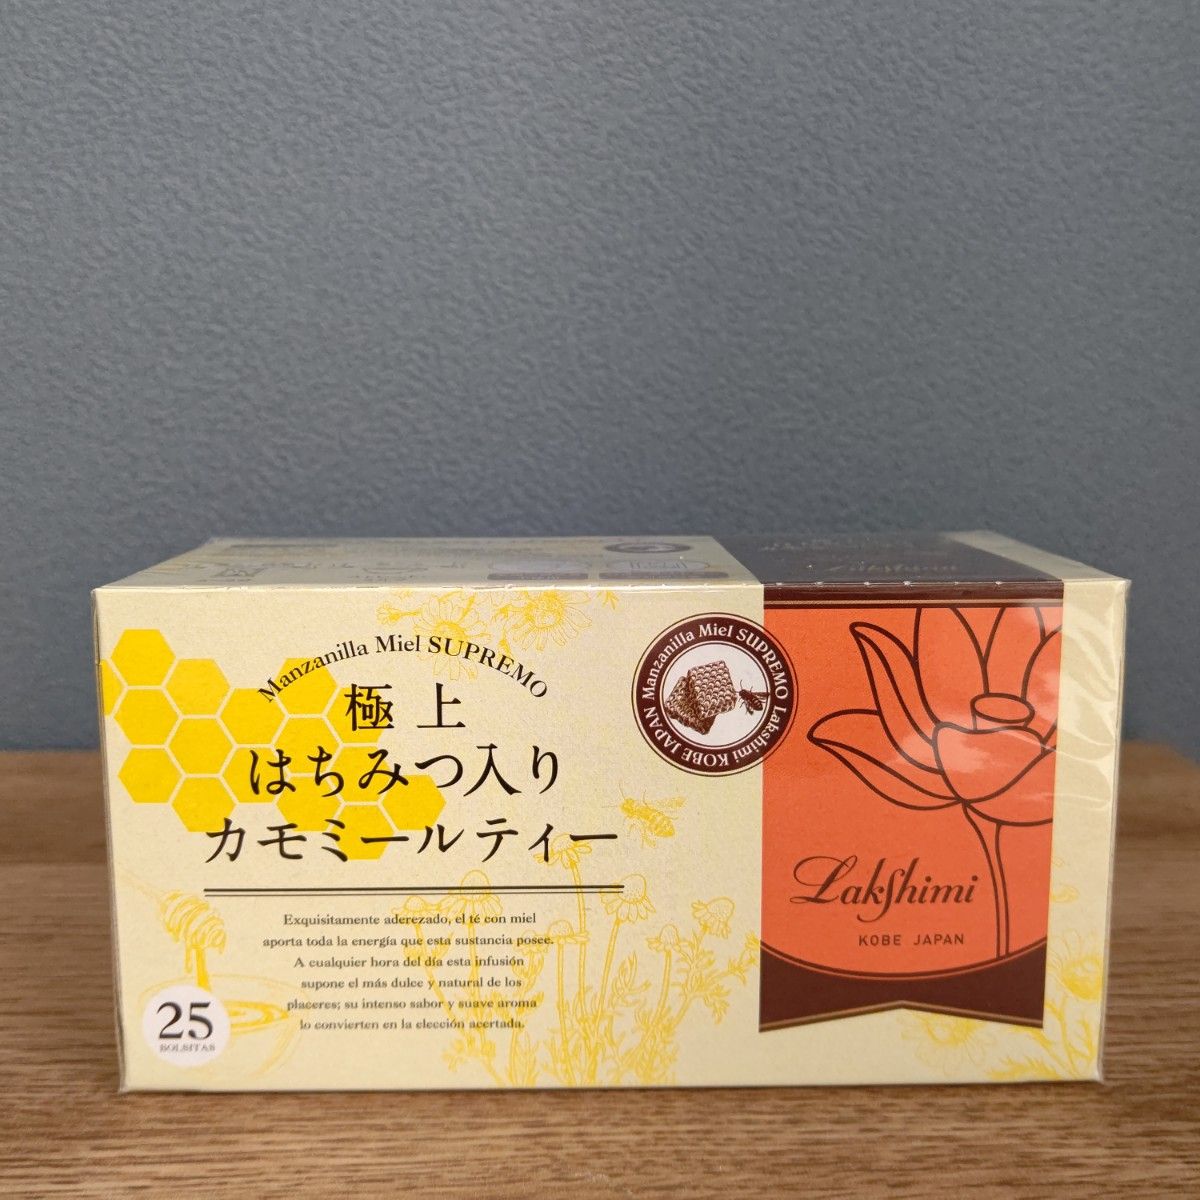 Manzanilla Miel SUPREMO
極上
はちみつ入り
カモミールティー
Exquisitamente aderezado, el té con miel
aporta toda la energía que esta sustancia posee.
A cualquier hora del día esta infusión
supone el más dulce y natural de los
placeres; su intenso sabor y suave aroma
lo convierten en la elección acertada.
25
BOLSITAS
Manzanilla Miel SUPREMO Lakshimi KOBE JAPAN
Lakshimi
KOBE JAPAN